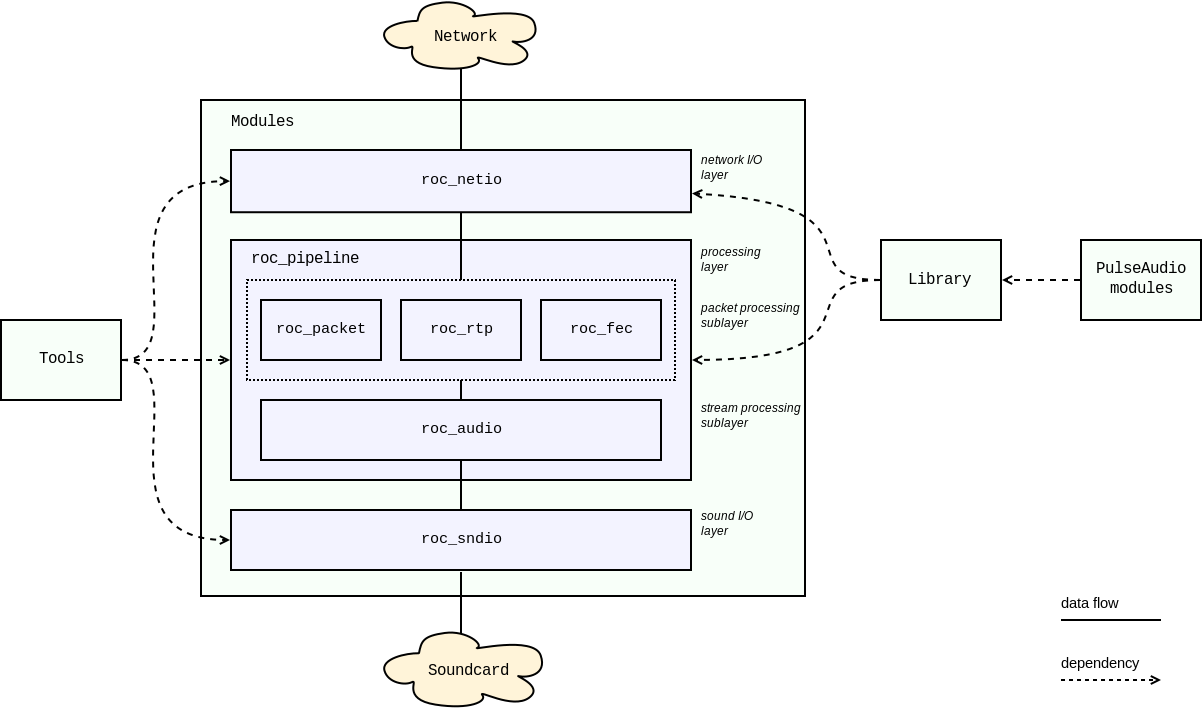 Network
Modules
roc_netio
network I/O
layer
roc_pipeline
processing
layer
roc_packet
roc_rtp
roc_fec
packet processing
sublayer
roc_audio
stream processing
sublayer
roc_sndio
sound I/O
layer
Soundcard
Tools
Library
PulseAudio
modules
data flow
dependency